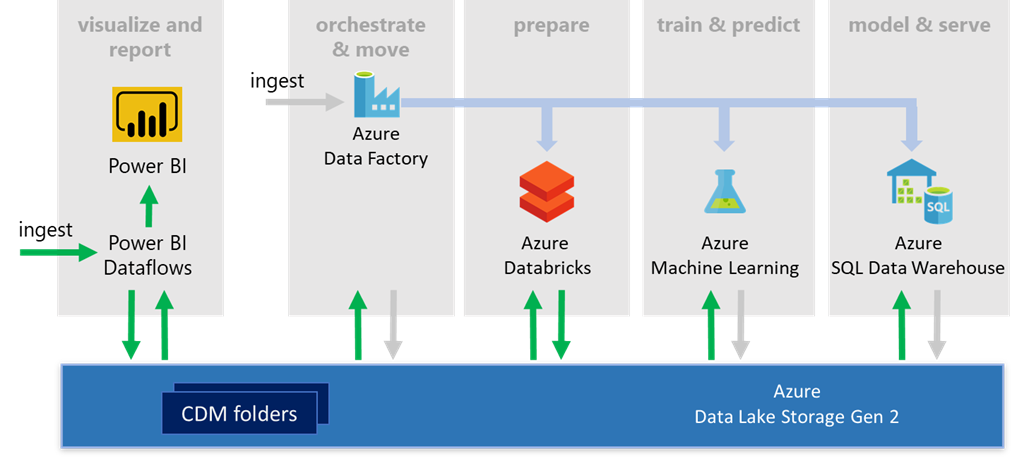 visualize and
report
orchestrate
& move
prepare
train & predict
model & serve
ingest
Azure
Data Factory
Power BI
ingest
Power BI
Dataflows
Azure
Databricks
Azure
Machine Learning
SQL
Azure
SQL Data Warehouse
CDM folders
Azure
Data Lake Storage Gen 2